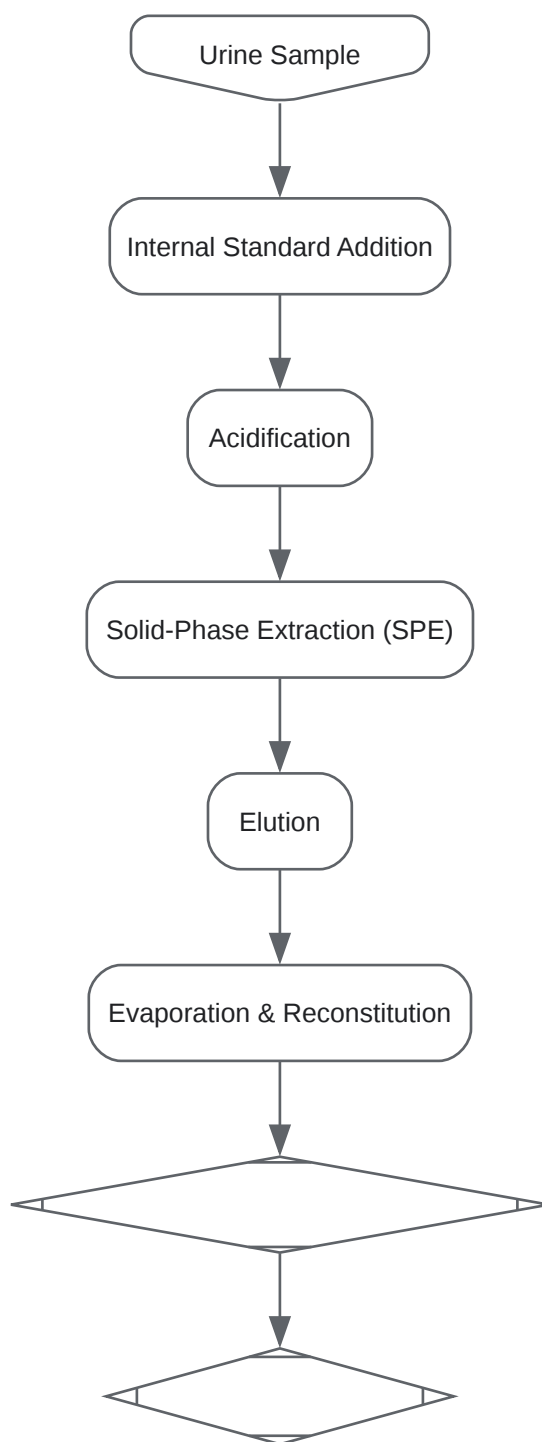 Urine Sample
Internal Standard Addition
Acidification
Solid-Phase Extraction (SPE)
Elution
Evaporation & Reconstitution